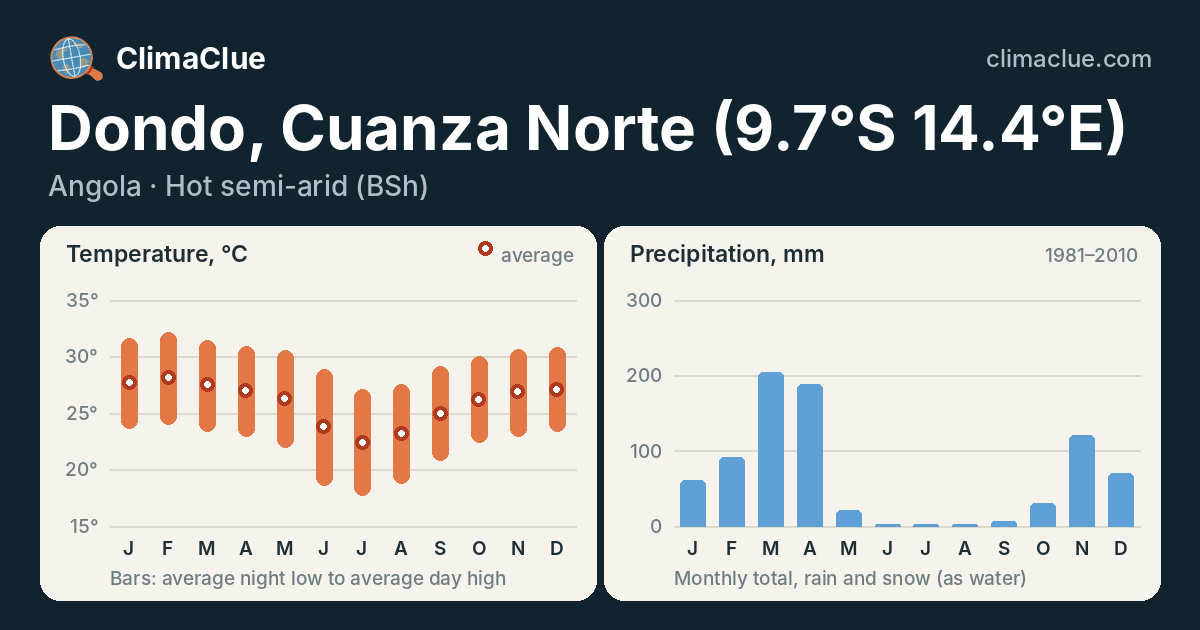 ClimaClue
climaclue.com
Dondo, Cuanza Norte (9.7°S 14.4°E)
Angola · Hot semi-arid (BSh)
Temperature, °C
average
35°
30°
25°
20°
15°
J F M A M J J A S O N D
Bars: average night low to average day high
Precipitation, mm
1981–2010
300
200
100
0
J F M A M J J A S O N D
Monthly total, rain and snow (as water)